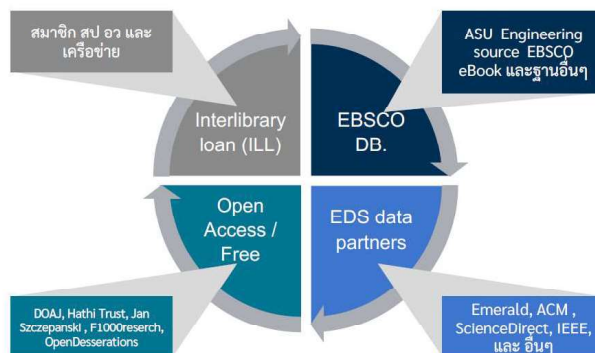 สมาชิก สป อว และ
เครือข่าย
ASU Engineering
source EBSCO
eBook และฐานอื่นๆ
Interlibrary
loan (ILL)
EBSCO
DB.
Open
Access /
Free
EDS data
partners
DOAJ, Hathi Trust, Jan
Szczepanski , F1000reserch,
OpenDesserations
Emerald, ACM ,
ScienceDirect, IEEE,
และ อื่นๆ